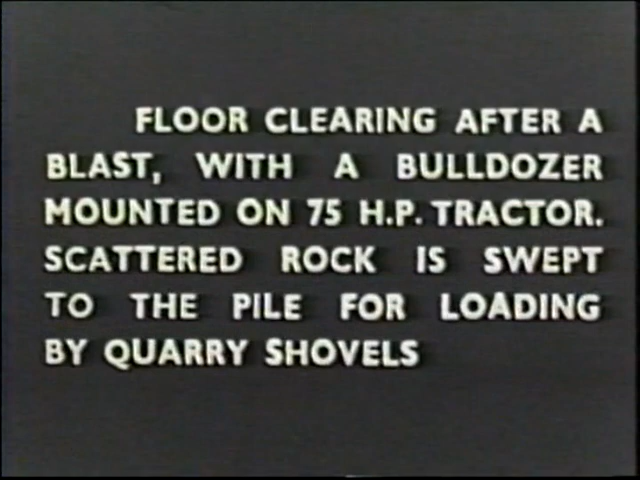 FLOOR CLEARING AFTER A
BLAST, WITH A BULLDOZER
MOUNTED ON 75 H.P. TRACTOR.
SCATTERED ROCK IS SWEPT
TO THE PILE FOR LOADING
BY QUARRY SHOVELS